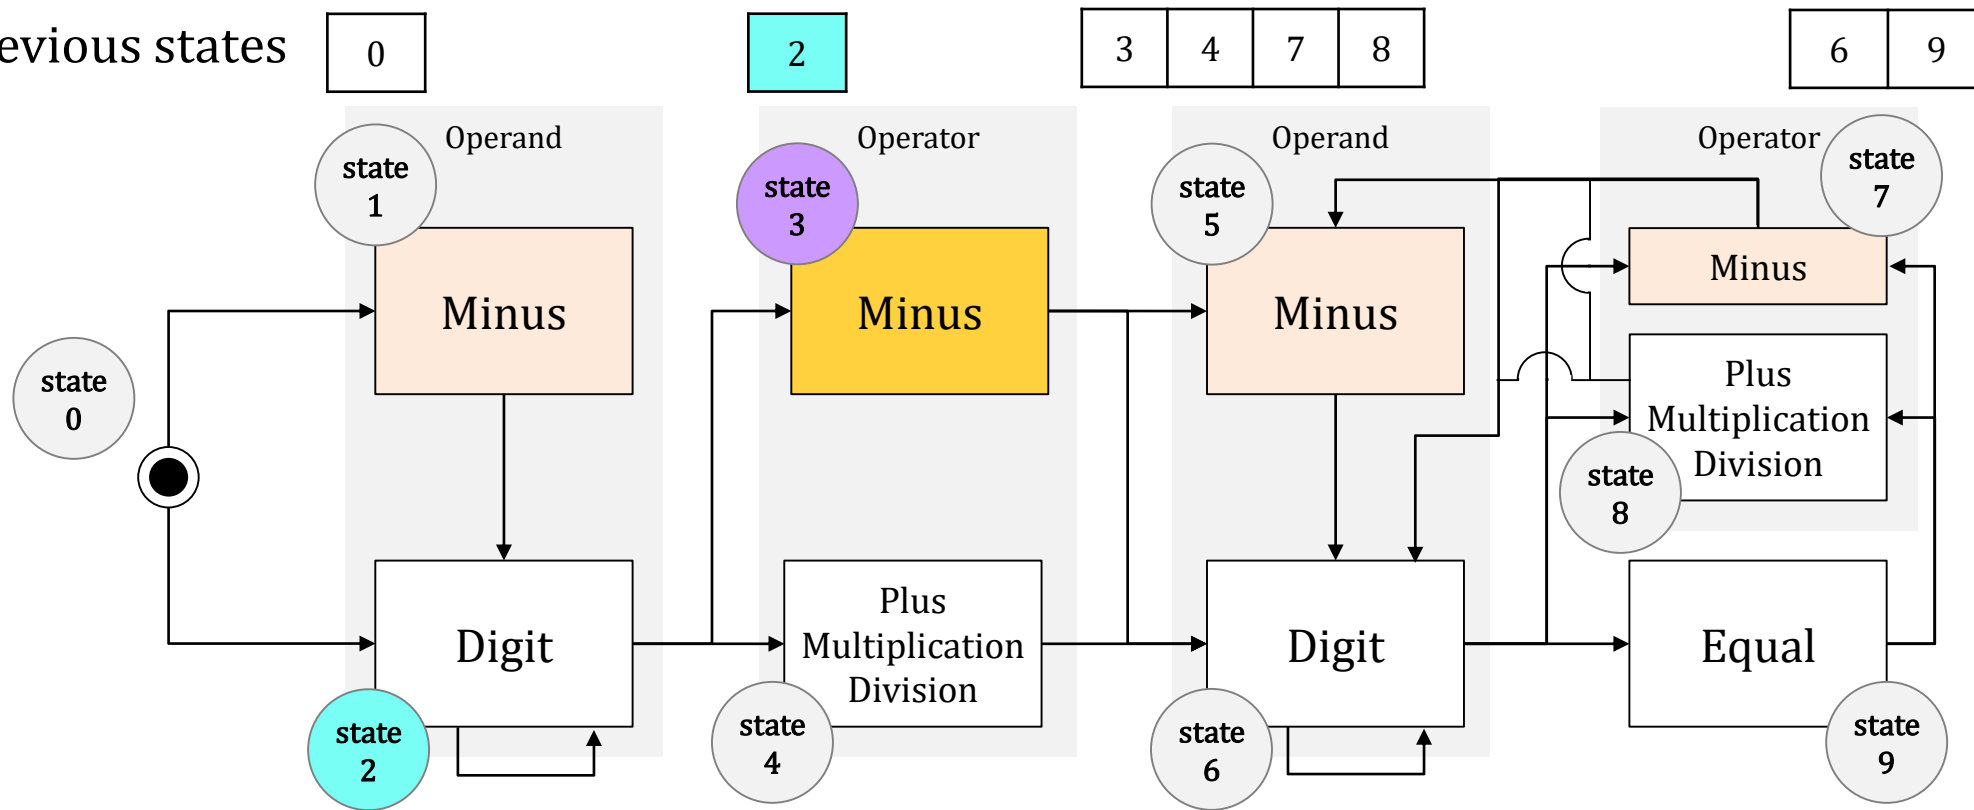 evious states
0
2
3 4 7 8
6 9
Operand
Operator
Operand
Operator
state
1
state
3
state
5
state
7
Minus
Minus
Minus
Minus
state
0
Plus
Multiplication
Division
state
8
Digit
Plus
Multiplication
Division
Digit
Equal
state
2
state
4
state
6
state
9